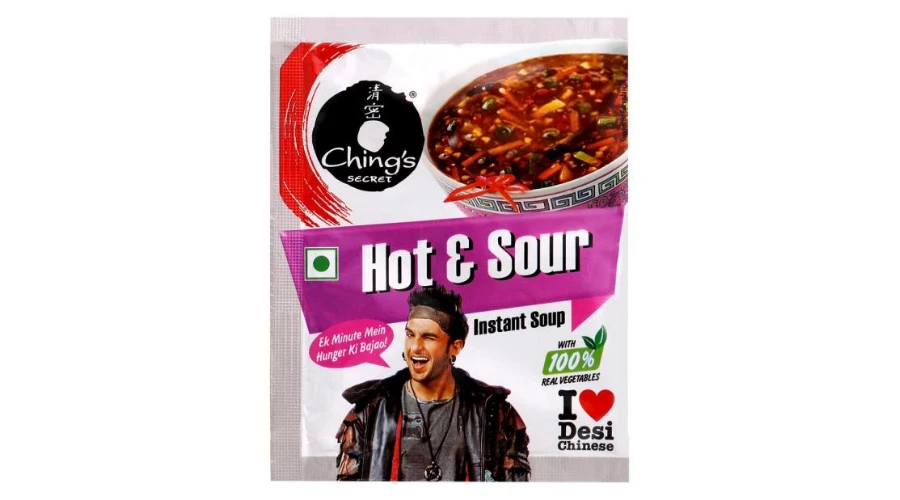 清
密
®
Ching's
SECRET
Hot & Sour
Instant Soup
Ek Minute Mein
Hunger Ki Bajao!
WITH
100%
REAL VEGETABLES
I
Desi
Chinese